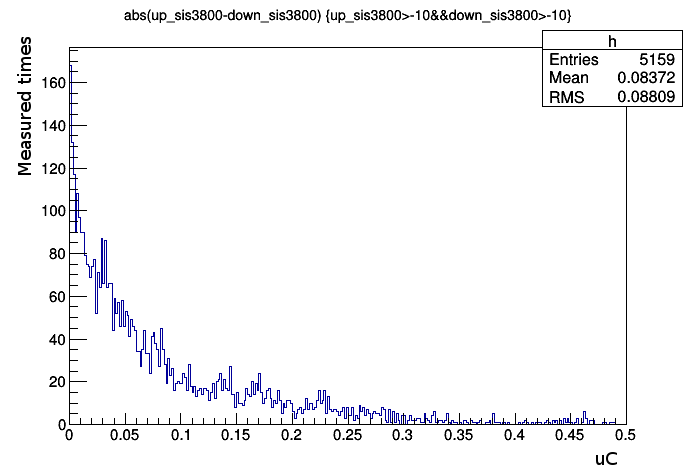 abs(up_sis3800-down_sis3800) {up_sis3800>-10&&down_sis3800>-10}
h
Entries 5159
Mean 0.08372
RMS 0.08809
Measured times
160
140
120
100
80
60
40
20
0
0 0.05 0.1 0.15 0.2 0.25 0.3 0.35 0.4 0.45 0.5
uC